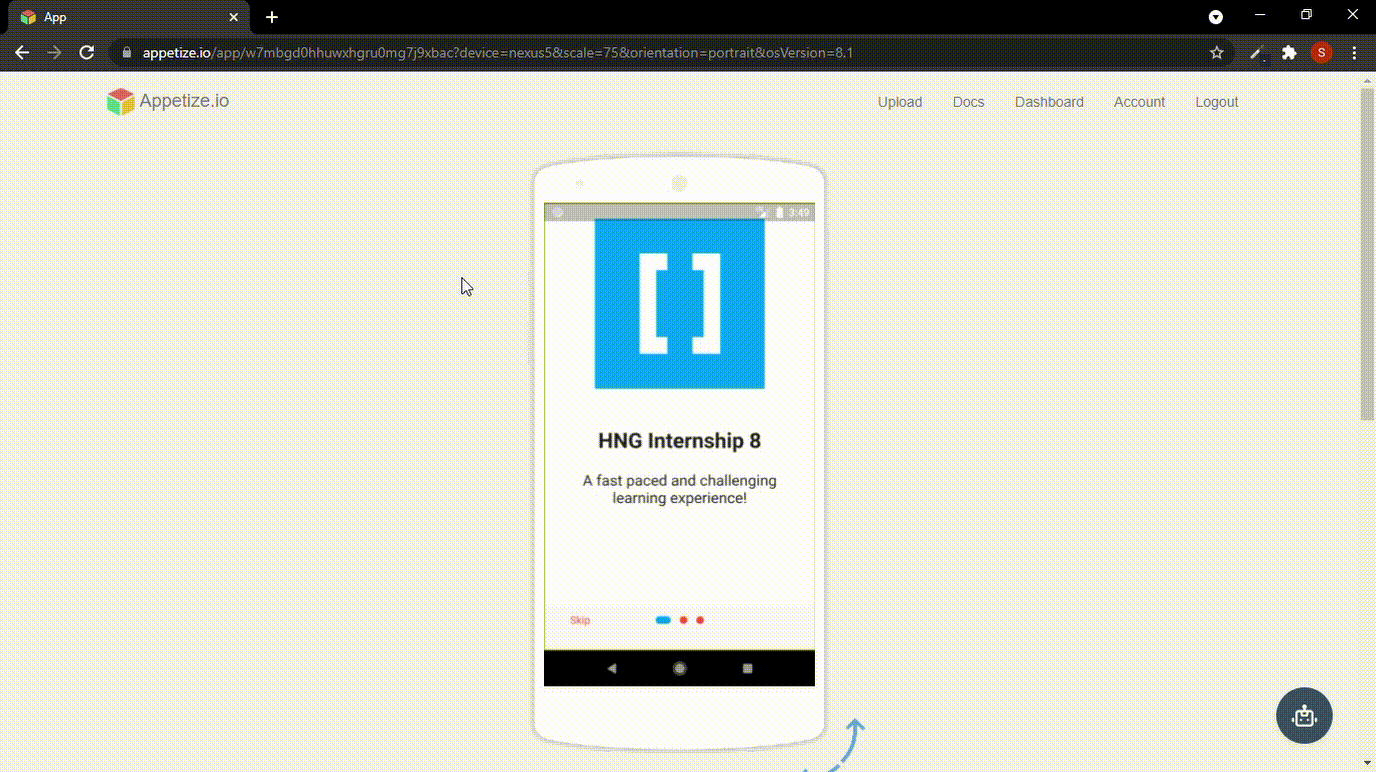 App
appetize.io/app/w7mbgd0hhuwxhgru0mg7j9xbac?device=nexus5&scale=75&orientation=portrait&osVersion=8.1
S
Appetize.io
Upload Docs Dashboard Account Logout
3:49
[ ]
HNG Internship 8
A fast paced and challenging
learning experience!
Skip